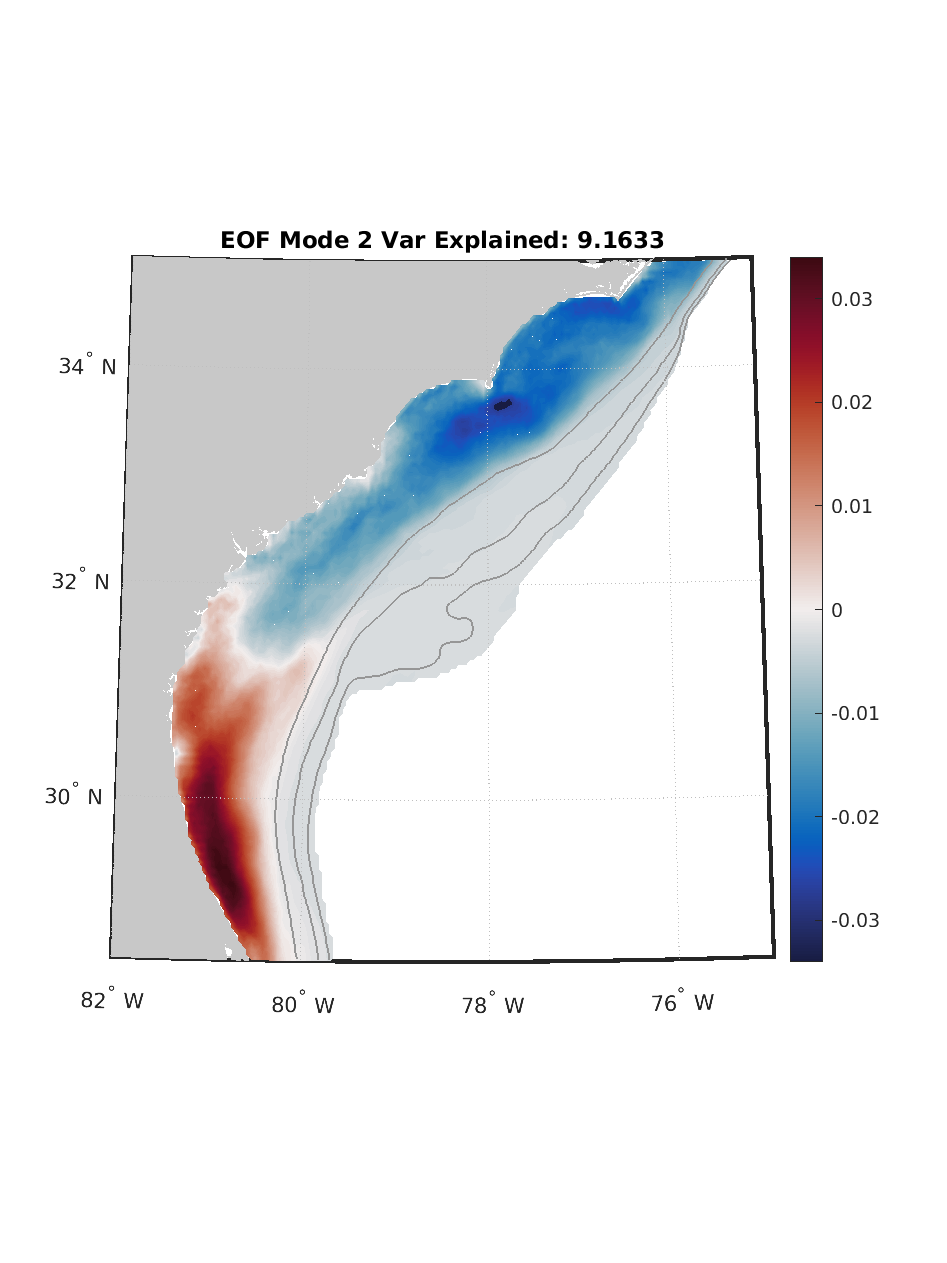 EOF Mode 2 Var Explained: 9.1633
34° N
32° N
30° N
82° W
80° W
78° W
76° W
0.03
0.02
0.01
0
-0.01
-0.02
-0.03